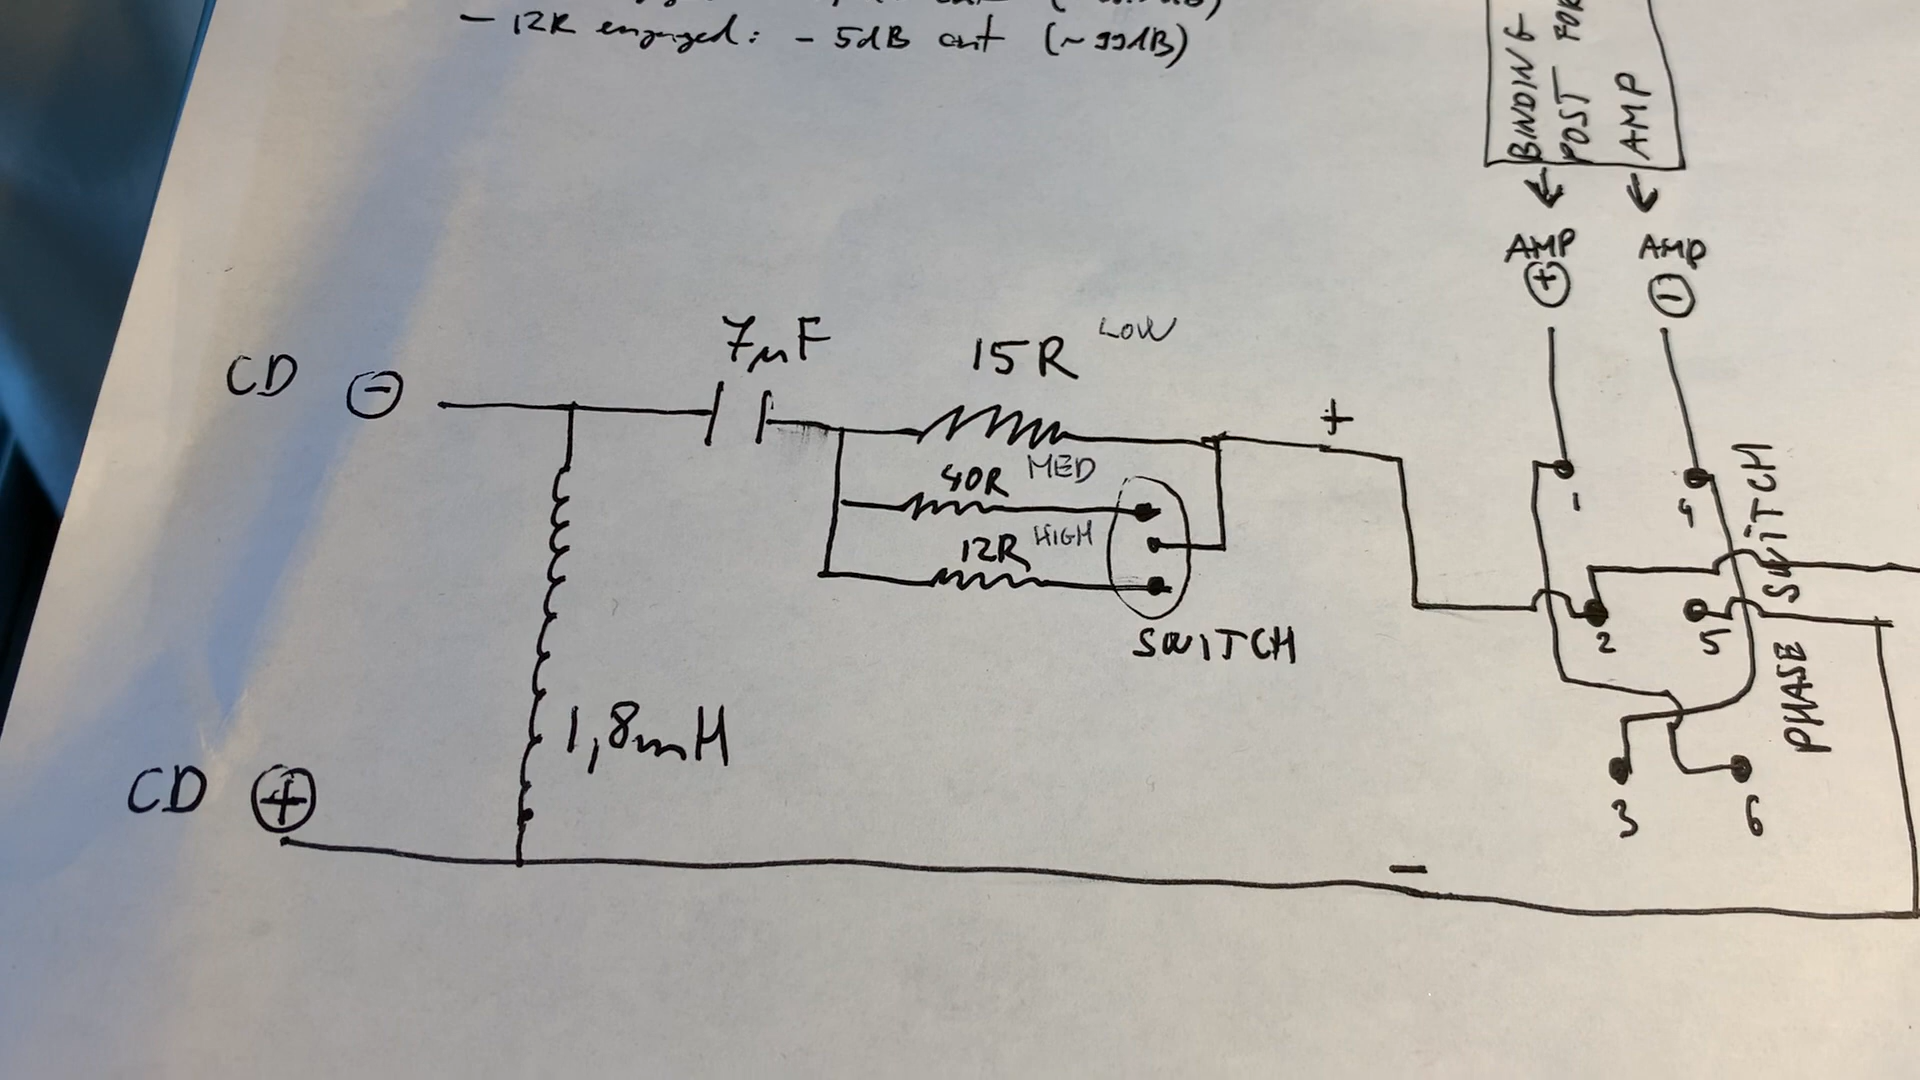 - 12R engaged: - 5dB cut (~99dB)
BINDING
POST FOR
AMP
AMP
+
AMP
-
CD -
7µF
15R LOW
40R MED
12R HIGH
SWITCH
+
1
4
2
5
3
6
PHASE SWITCH
1,8mH
CD +
-